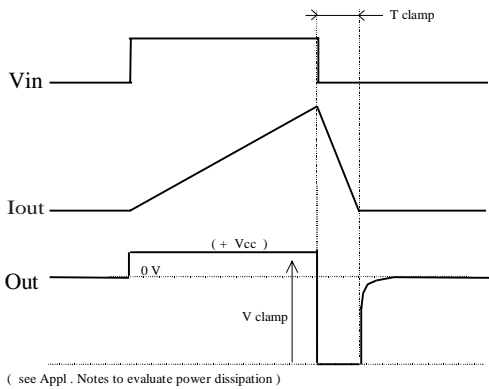 T clamp
Vin
Iout
( + Vcc )
0 V
Out
V clamp
( see Appl . Notes to evaluate power dissipation )